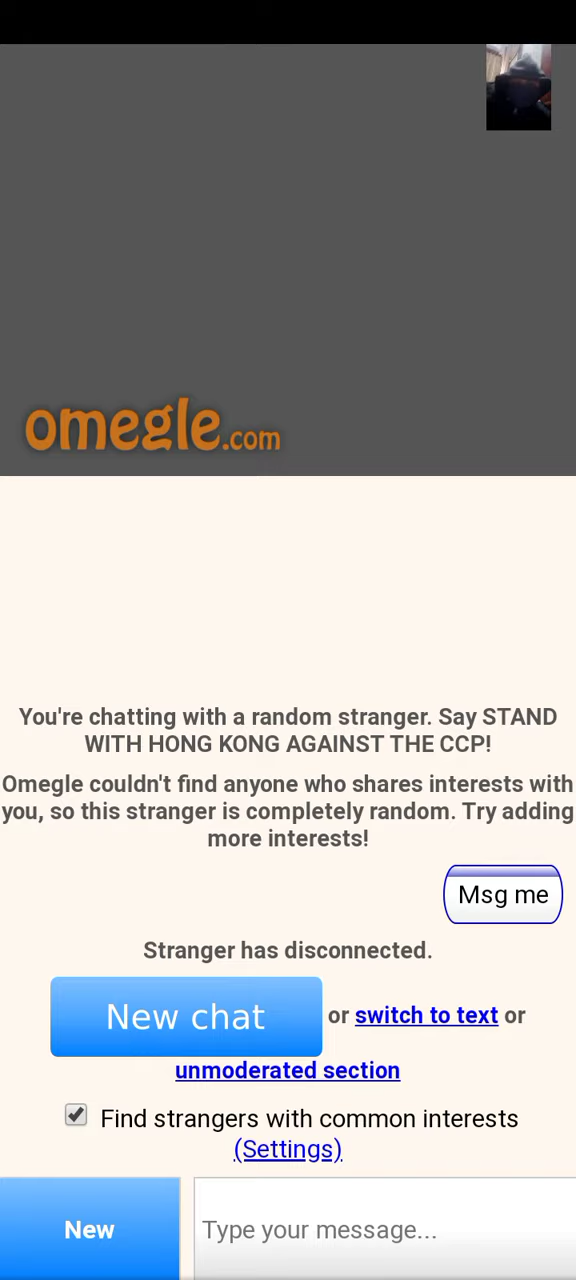 omegle.com
You're chatting with a random stranger. Say STAND
WITH HONG KONG AGAINST THE CCP!
Omegle couldn't find anyone who shares interests with
you, so this stranger is completely random. Try adding
more interests!
Msg me
Stranger has disconnected.
New chat or switch to text or
unmoderated section
Find strangers with common interests
(Settings)
New Type your message...